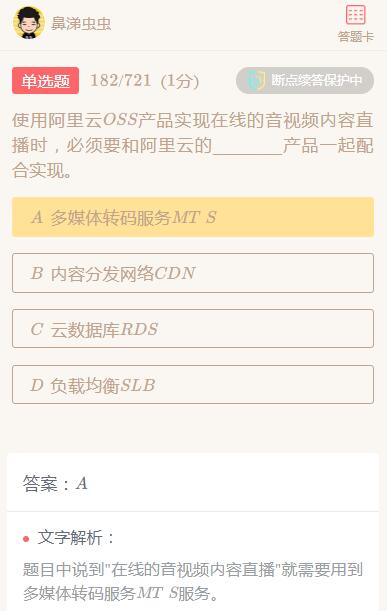 鼻涕虫虫
答题卡
单选题 182/721 (1分) 断点续答保护中
使用阿里云OSS产品实现在线的音视频内容直
播时，必须要和阿里云的________产品一起配
合实现。
A 多媒体转码服务MT S
B 内容分发网络CDN
C 云数据库RDS
D 负载均衡SLB
答案：A
文字解析：
题目中说到"在线的音视频内容直播"就需要用到
多媒体转码服务MT S服务。